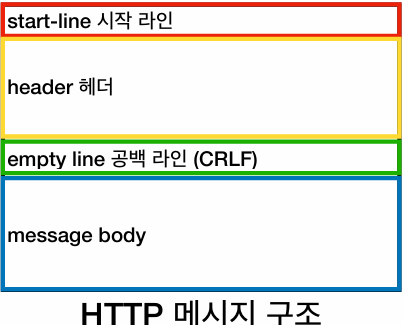 start-line 시작 라인
header 헤더
empty line 공백 라인 (CRLF)
message body
HTTP 메시지 구조